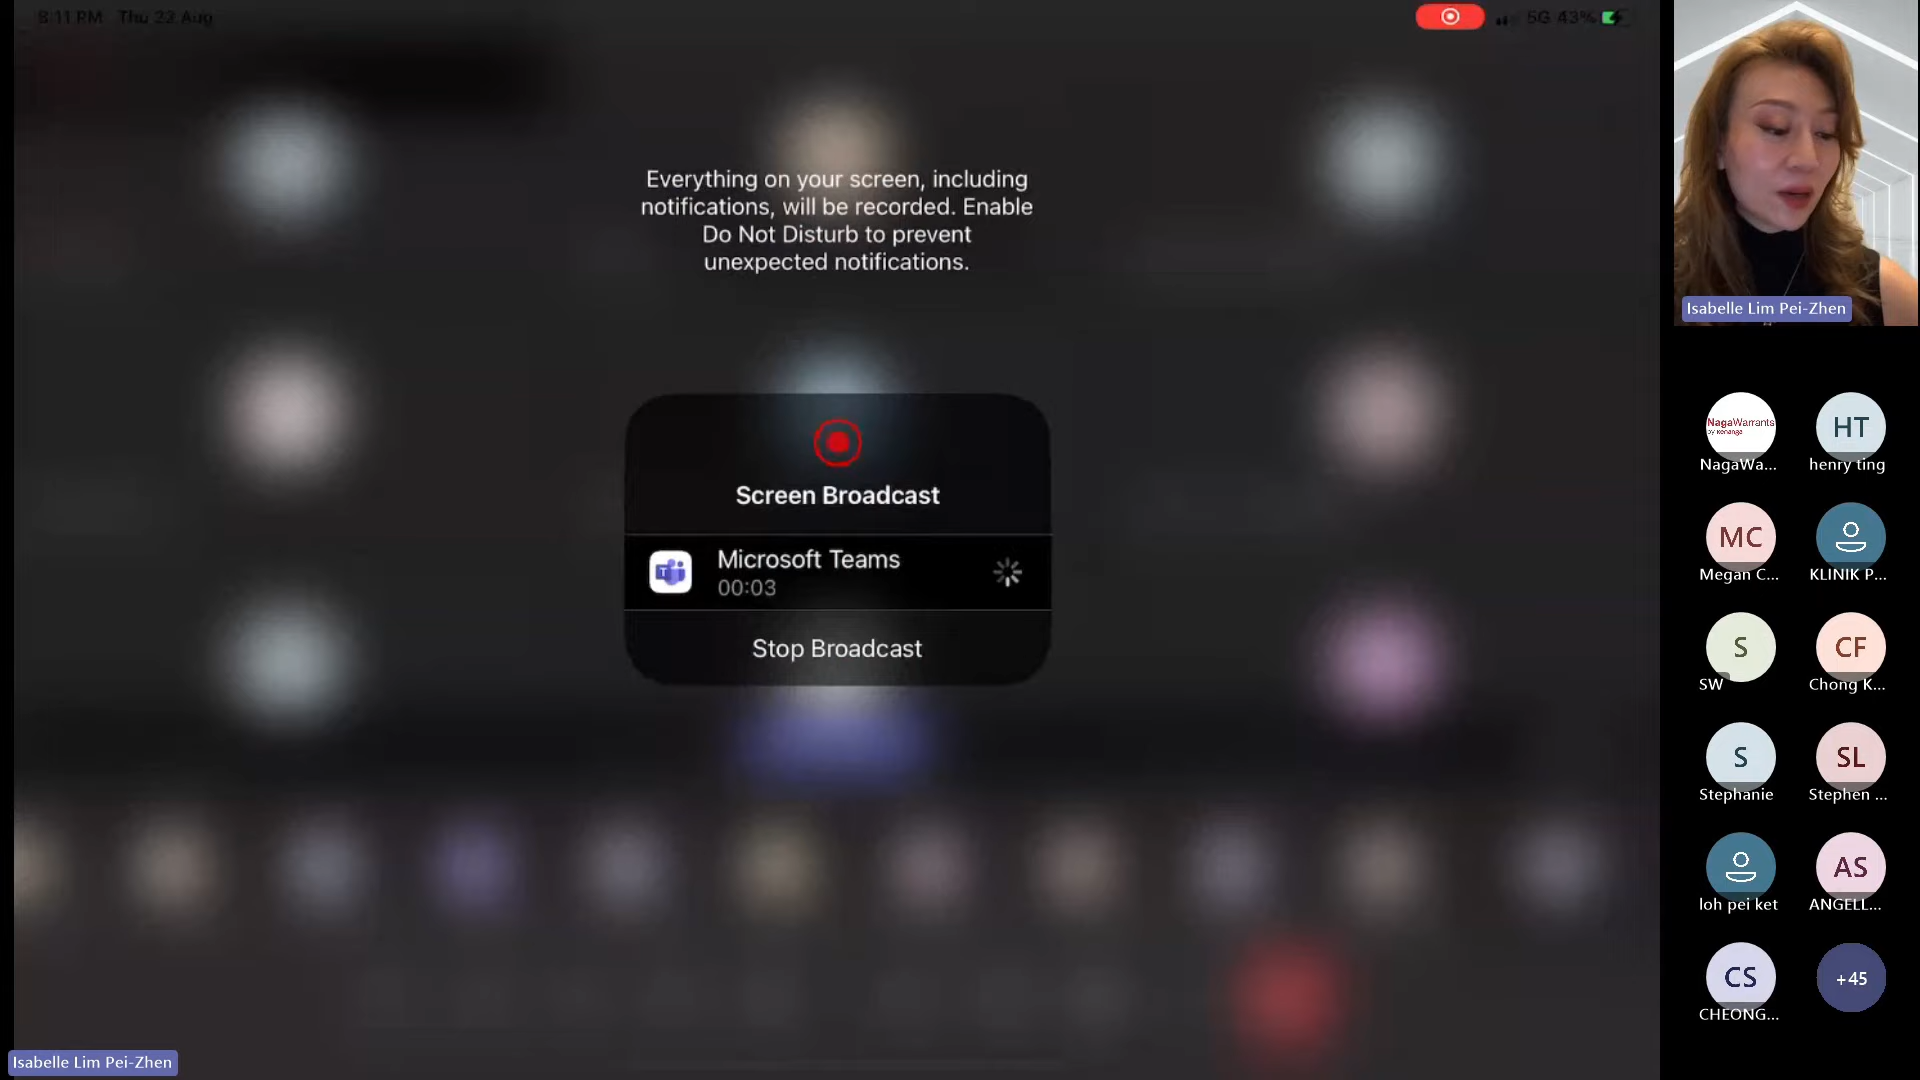 8:11 PM Thu 22 Aug
5G 43%
Everything on your screen, including
notifications, will be recorded. Enable
Do Not Disturb to prevent
unexpected notifications.
Screen Broadcast
Microsoft Teams
00:03
Stop Broadcast
Isabelle Lim Pei-Zhen
Isabelle Lim Pei-Zhen
NagaWarrants
by Kenanga
HT
NagaWa...
henry ting
MC
Megan C...
KLINIK P...
S
CF
SW
Chong K...
S
SL
Stephanie
Stephen ...
AS
loh pei ket
ANGELL...
CS
+45
CHEONG...